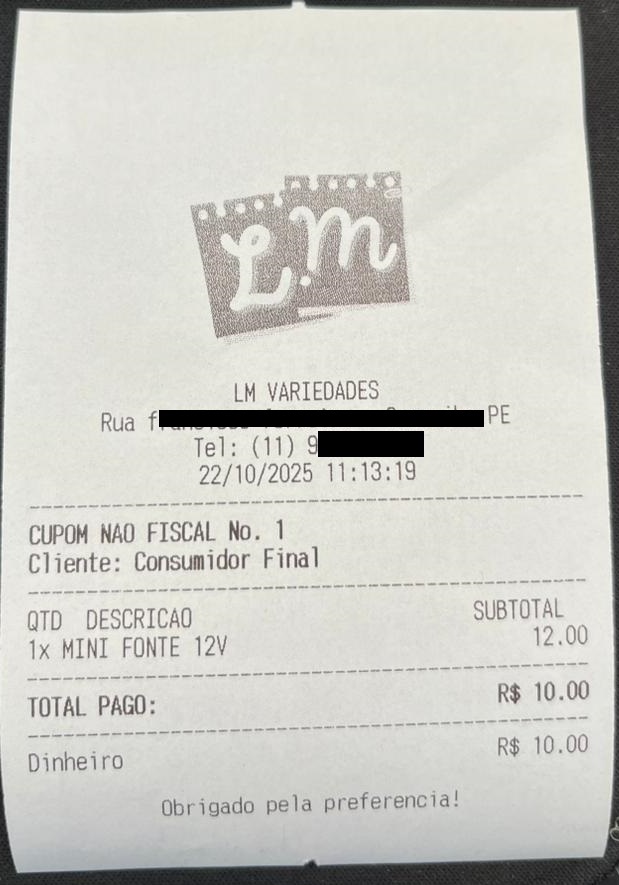 L.M
LM VARIEDADES
Rua PE
Tel: (11) 9
22/10/2025 11:13:19
CUPOM NAO FISCAL No. 1
Cliente: Consumidor Final
QTD DESCRICAO SUBTOTAL
1x MINI FONTE 12V 12.00
TOTAL PAGO: R$ 10.00
Dinheiro R$ 10.00
Obrigado pela preferencia!